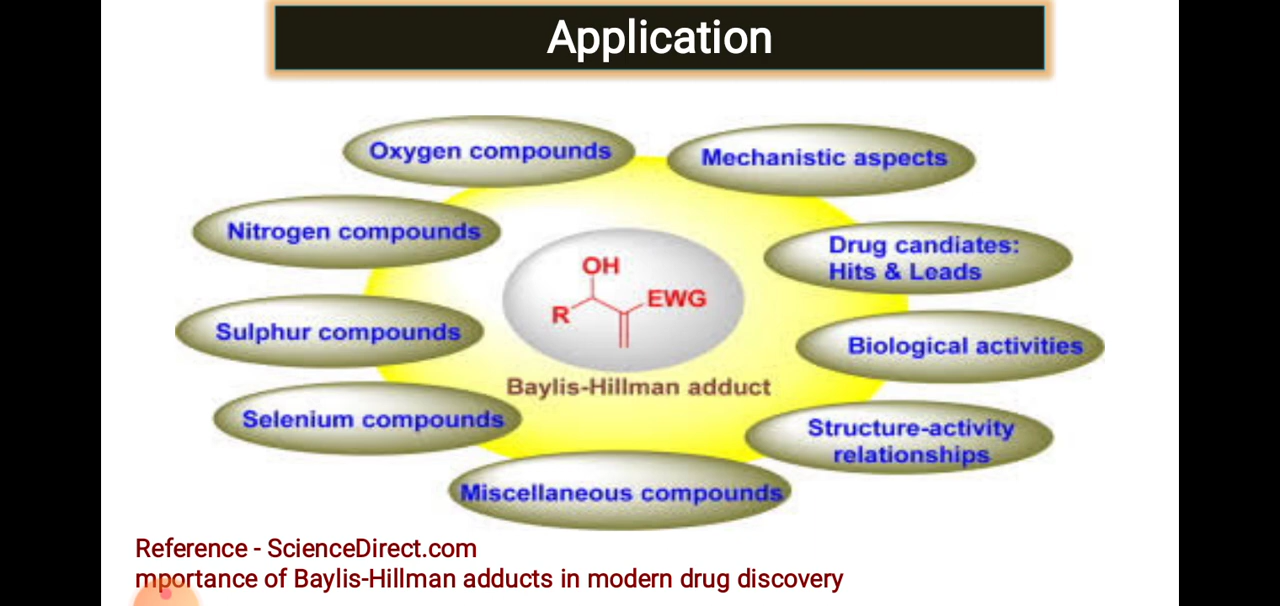 Application
Oxygen compounds
Mechanistic aspects
Nitrogen compounds
Drug candiates:
Hits & Leads
OH
R
EWG
Sulphur compounds
Biological activities
Baylis-Hillman adduct
Selenium compounds
Structure-activity
relationships
Miscellaneous compounds
Reference - ScienceDirect.com
mportance of Baylis-Hillman adducts in modern drug discovery